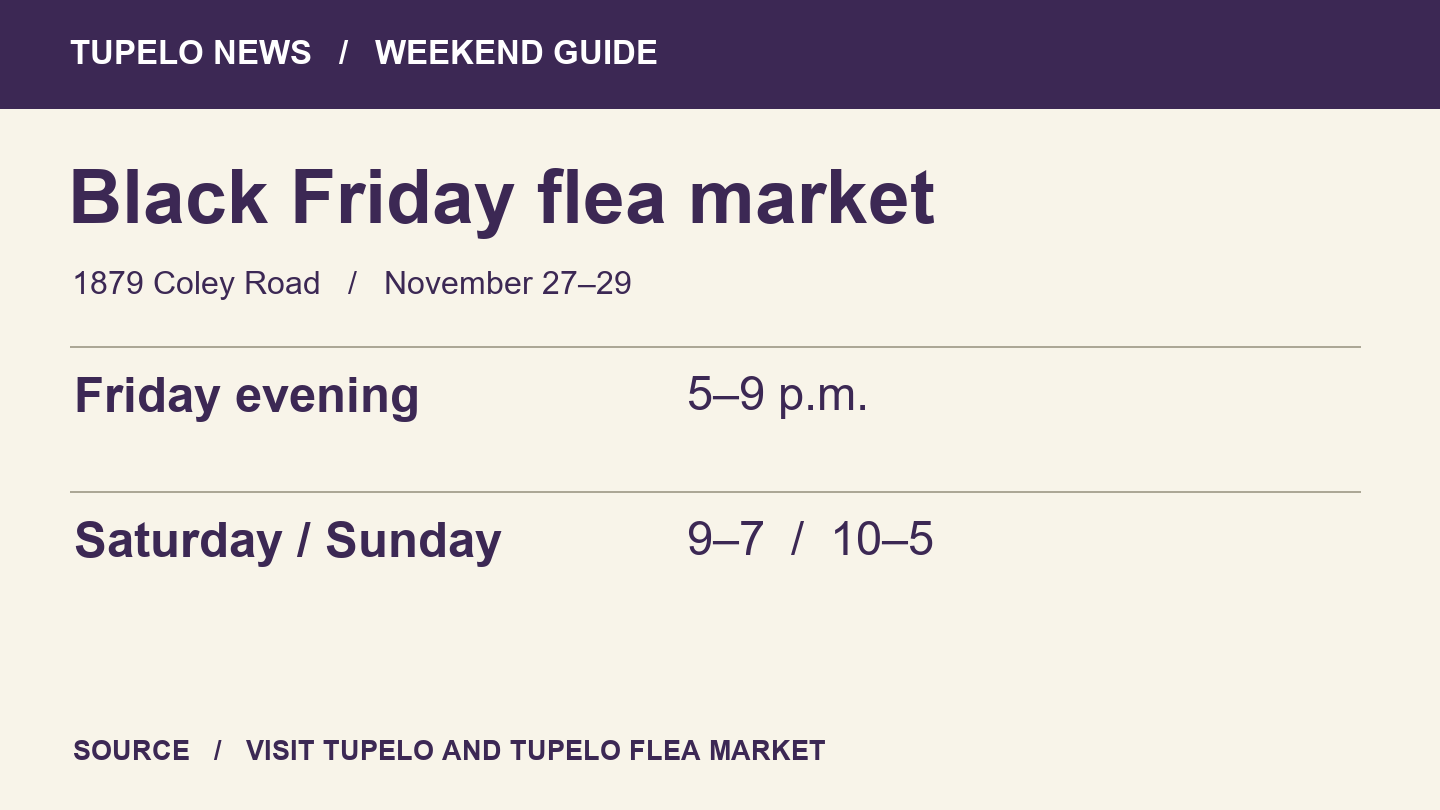 TUPELO NEWS / WEEKEND GUIDE
Black Friday flea market
1879 Coley Road / November 27–29
Friday evening 5–9 p.m.
Saturday / Sunday 9–7 / 10–5
SOURCE / VISIT TUPELO AND TUPELO FLEA MARKET